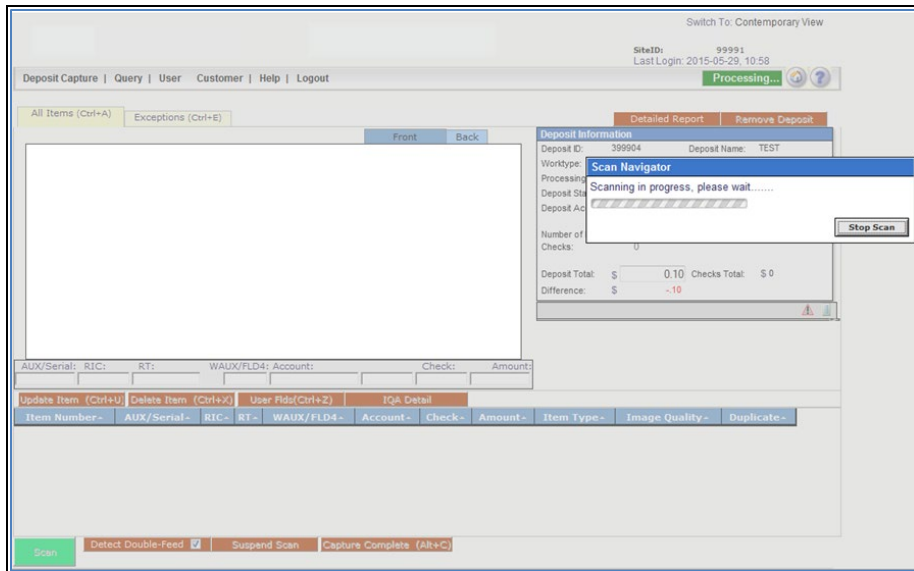 Switch To: Contemporary View
SiteID: 99991
Last Login: 2015-05-29, 10:58
Deposit Capture | Query | User Customer | Help | Logout
Processing...
All Items (Ctrl+A) Exceptions (Ctrl+E)
Detailed Report Remove Deposit
Front Back
Deposit Information
Deposit ID: 399904 Deposit Name: TEST
Worktype:
Processing
Deposit Sta
Deposit Ac
Scan Navigator
Scanning in progress, please wait.......
Stop Scan
Number of
Checks: 0
Deposit Total: $ 0.10 Checks Total: $ 0
Difference: $ -.10
AUX/Serial: RIC: RT: WAUX/FLD4: Account: Check: Amount:
Update Item (Ctrl+U) Delete Item (Ctrl+X) User Flds(Ctrl+Z) IQA Detail
Item Number AUX/Serial RIC RT WAUX/FLD4 Account Check Amount Item Type Image Quality Duplicate
Scan
Detect Double-Feed Suspend Scan Capture Complete (Alt+C)